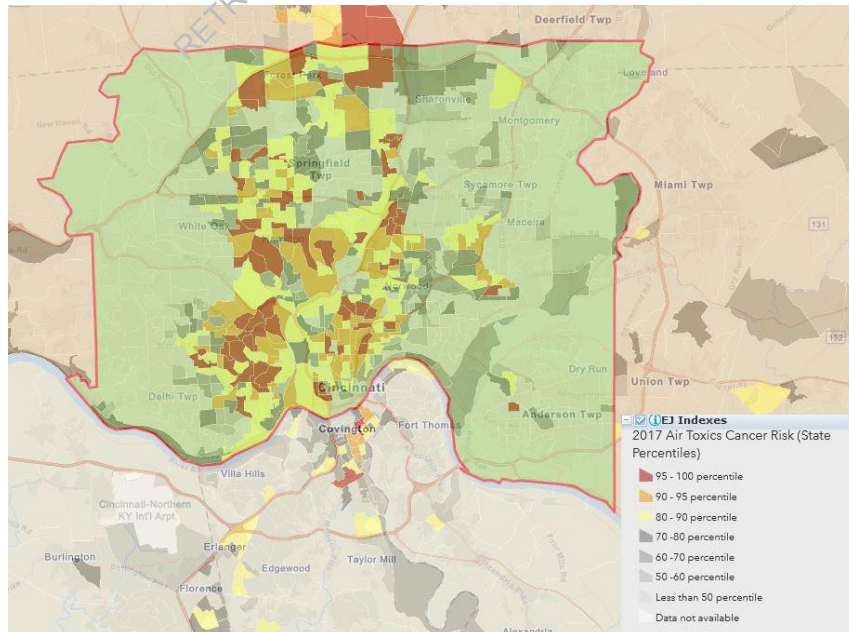 RETR
Deerfield Twp
Forest Park
Loveland
Sharonville
Montgomery
Springfield
Twp
Sycamore Twp
Miami Twp
White Oak
Madeira
131
Norwood
132
Dry Run
Delhi Twp
Cincinnati
Union Twp
Anderson Twp
Covington
Fort Thomas
Villa Hills
Cincinnati-Northern
KY Int'l Arpt
Erlanger
Burlington
Edgewood
Taylor Mill
Florence
Alexandria
EJ Indexes
2017 Air Toxics Cancer Risk (State
Percentiles)
95 - 100 percentile
90 - 95 percentile
80 - 90 percentile
70 -80 percentile
60 -70 percentile
50 -60 percentile
Less than 50 percentile
Data not available